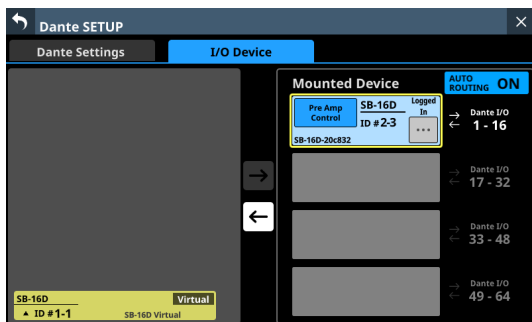 Dante SETUP
Dante Settings
I/O Device
Mounted Device
AUTO ROUTING ON
Pre Amp Control
SB-16D
ID # 2-3
Logged In
...
SB-16D-20c832
Dante I/O
1 - 16
Dante I/O
17 - 32
Dante I/O
33 - 48
Dante I/O
49 - 64
SB-16D
Virtual
ID # 1-1
SB-16D Virtual